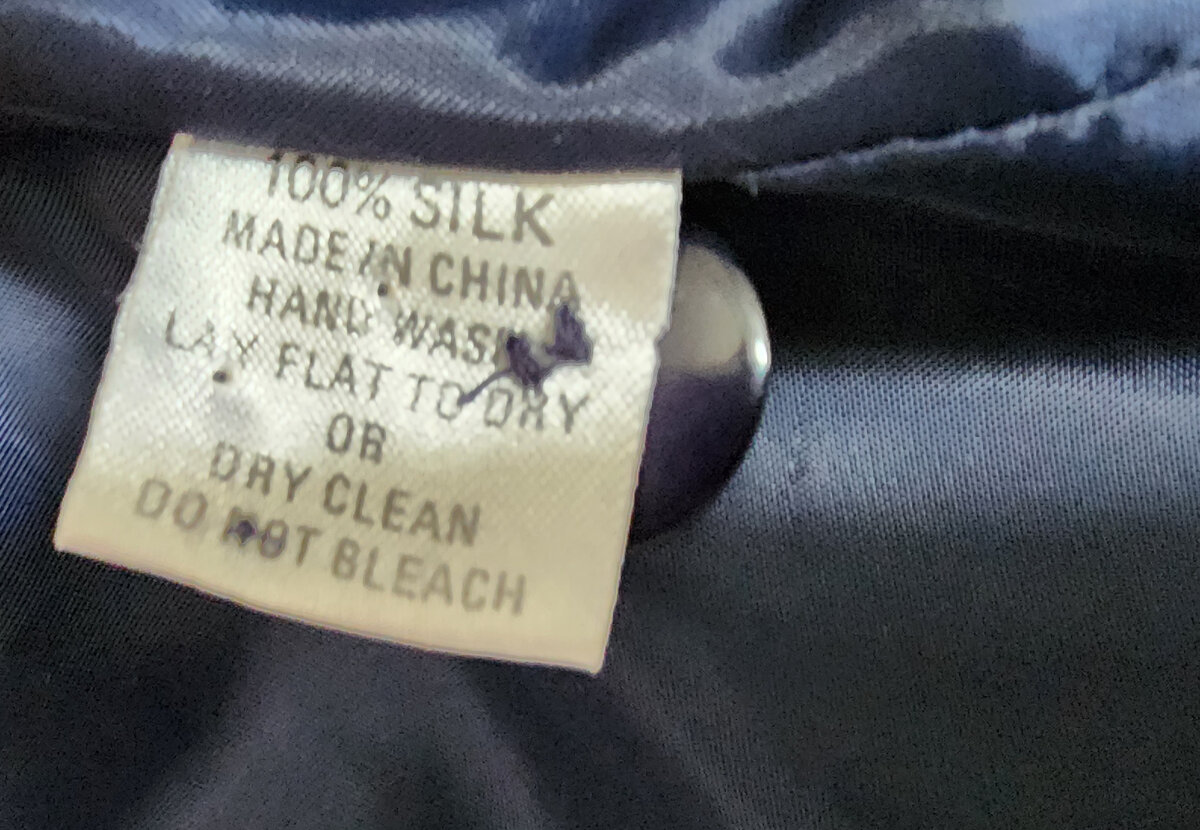 100% SILK
MADE IN CHINA
HAND WASH
LAY FLAT TO DRY
OR
DRY CLEAN
DO NOT BLEACH